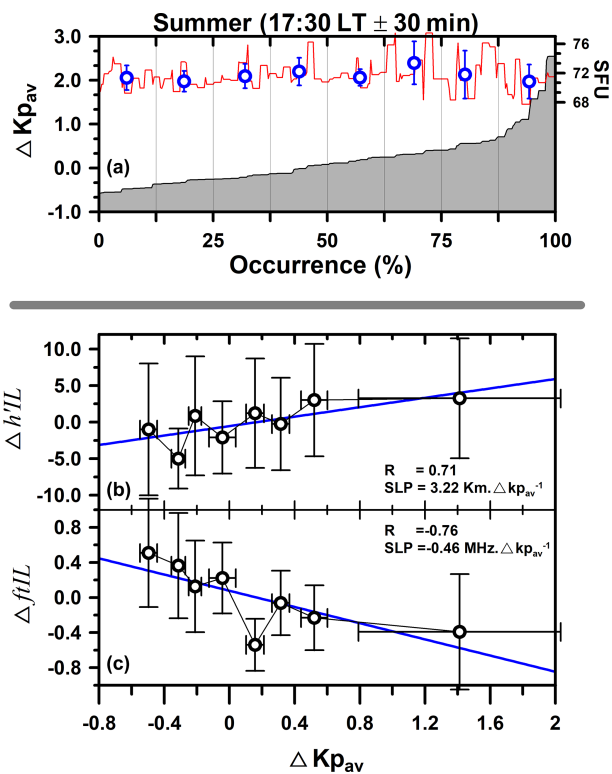 Summer (17:30 LT ± 30 min)
3.0
2.0
1.0
0.0
-1.0
△ Kpav
76
72
68
SFU
(a)
0
25
50
75
100
Occurrence (%)
10.0
5.0
0.0
-5.0
-10.0
△ h'IL
R = 0.71
SLP = 3.22 Km.△kpav-1
(b)
0.8
0.4
0.0
-0.4
-0.8
△ ftIL
R =-0.76
SLP =-0.46 MHz.△kpav-1
(c)
-0.8
-0.4
0
0.4
0.8
1.2
1.6
2
△ Kpav